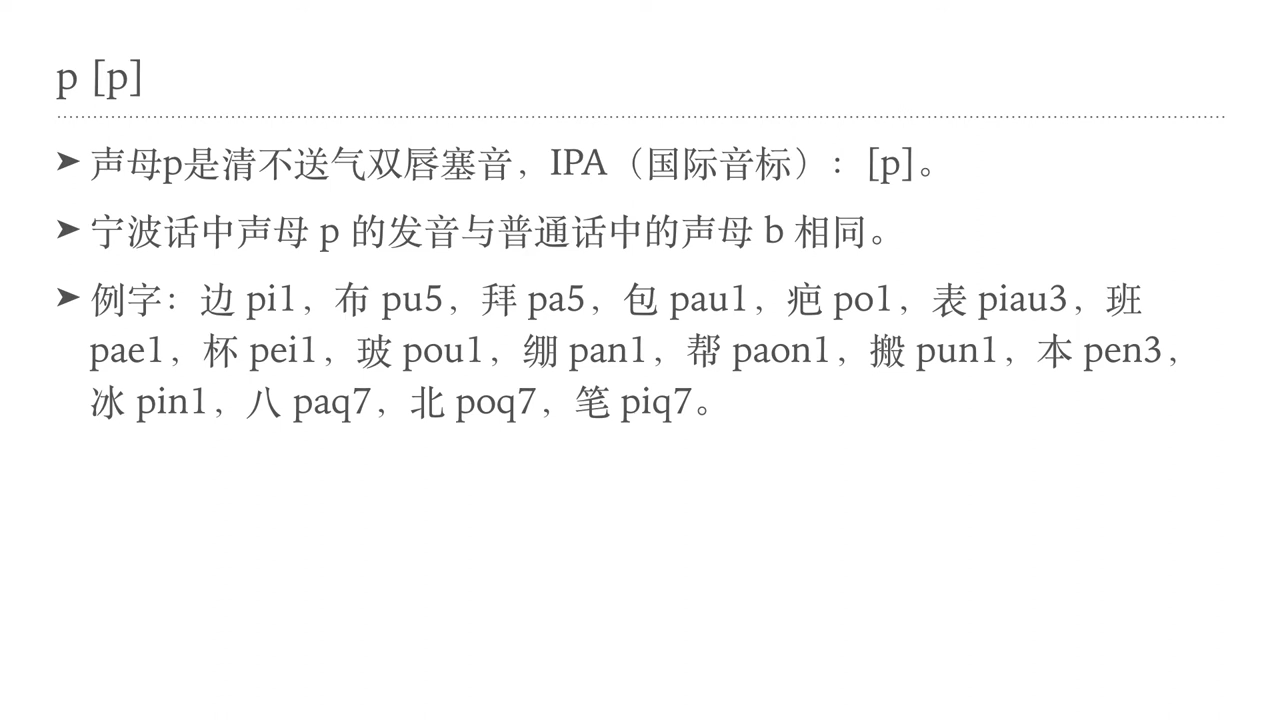 p [p]
➤ 声母p是清不送气双唇塞音，IPA（国际音标）：[p]。
➤ 宁波话中声母 p 的发音与普通话中的声母 b 相同。
➤ 例字：边 pi1，布 pu5，拜 pa5，包 pau1，疤 po1，表 piau3，班
pae1，杯 pei1，玻 pou1，绷 pan1，帮 paon1，搬 pun1，本 pen3，
冰 pin1，八 paq7，北 poq7，笔 piq7。